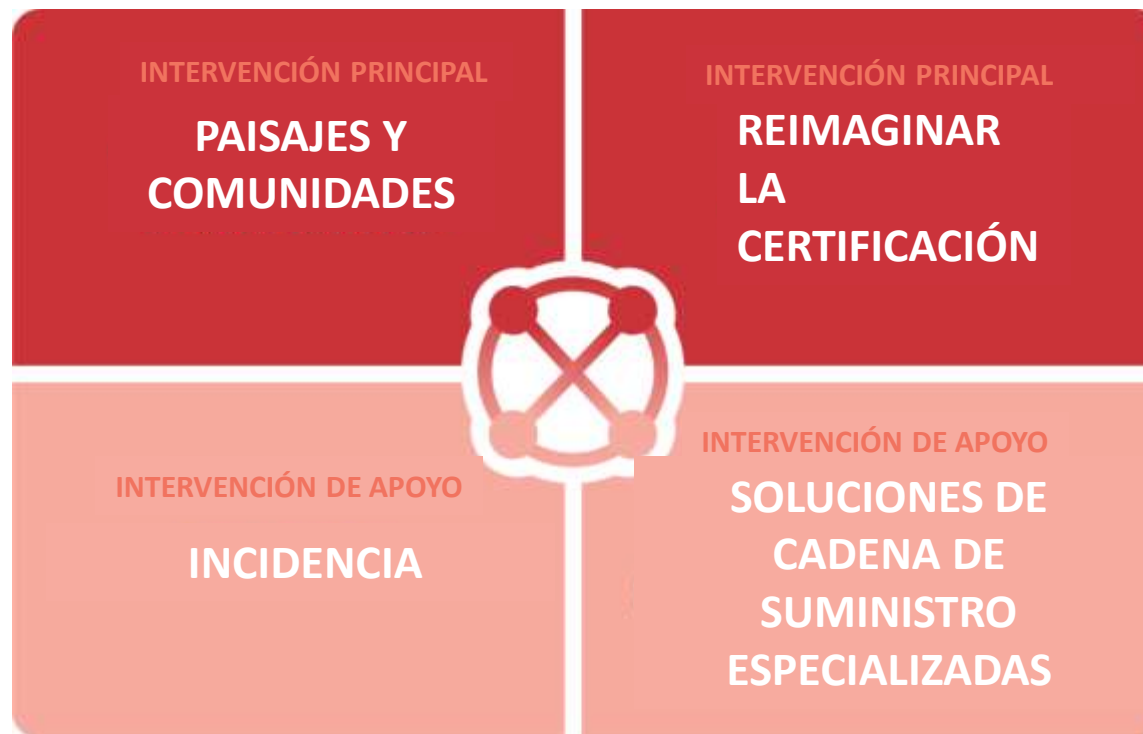 INTERVENCIÓN PRINCIPAL
PAISAJES Y
COMUNIDADES
INTERVENCIÓN PRINCIPAL
REIMAGINAR
LA
CERTIFICACIÓN
INTERVENCIÓN DE APOYO
INCIDENCIA
INTERVENCIÓN DE APOYO
SOLUCIONES DE
CADENA DE
SUMINISTRO
ESPECIALIZADAS